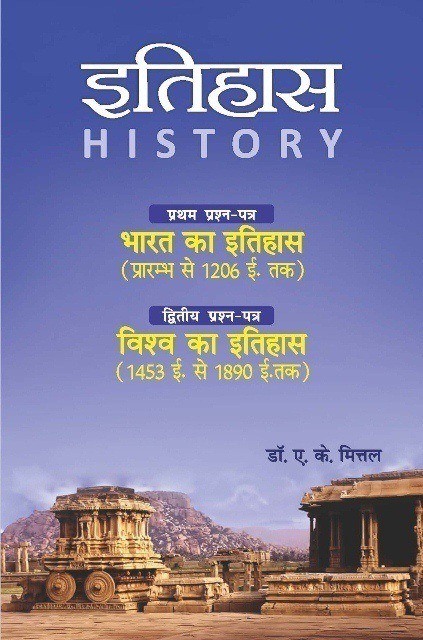 इतिहास
HISTORY
प्रथम प्रश्न-पत्र
भारत का इतिहास
(प्रारम्भ से 1206 ई. तक)
द्वितीय प्रश्न-पत्र
विश्व का इतिहास
(1453 ई. से 1890 ई.तक)
डॉ. ए. के. मित्तल